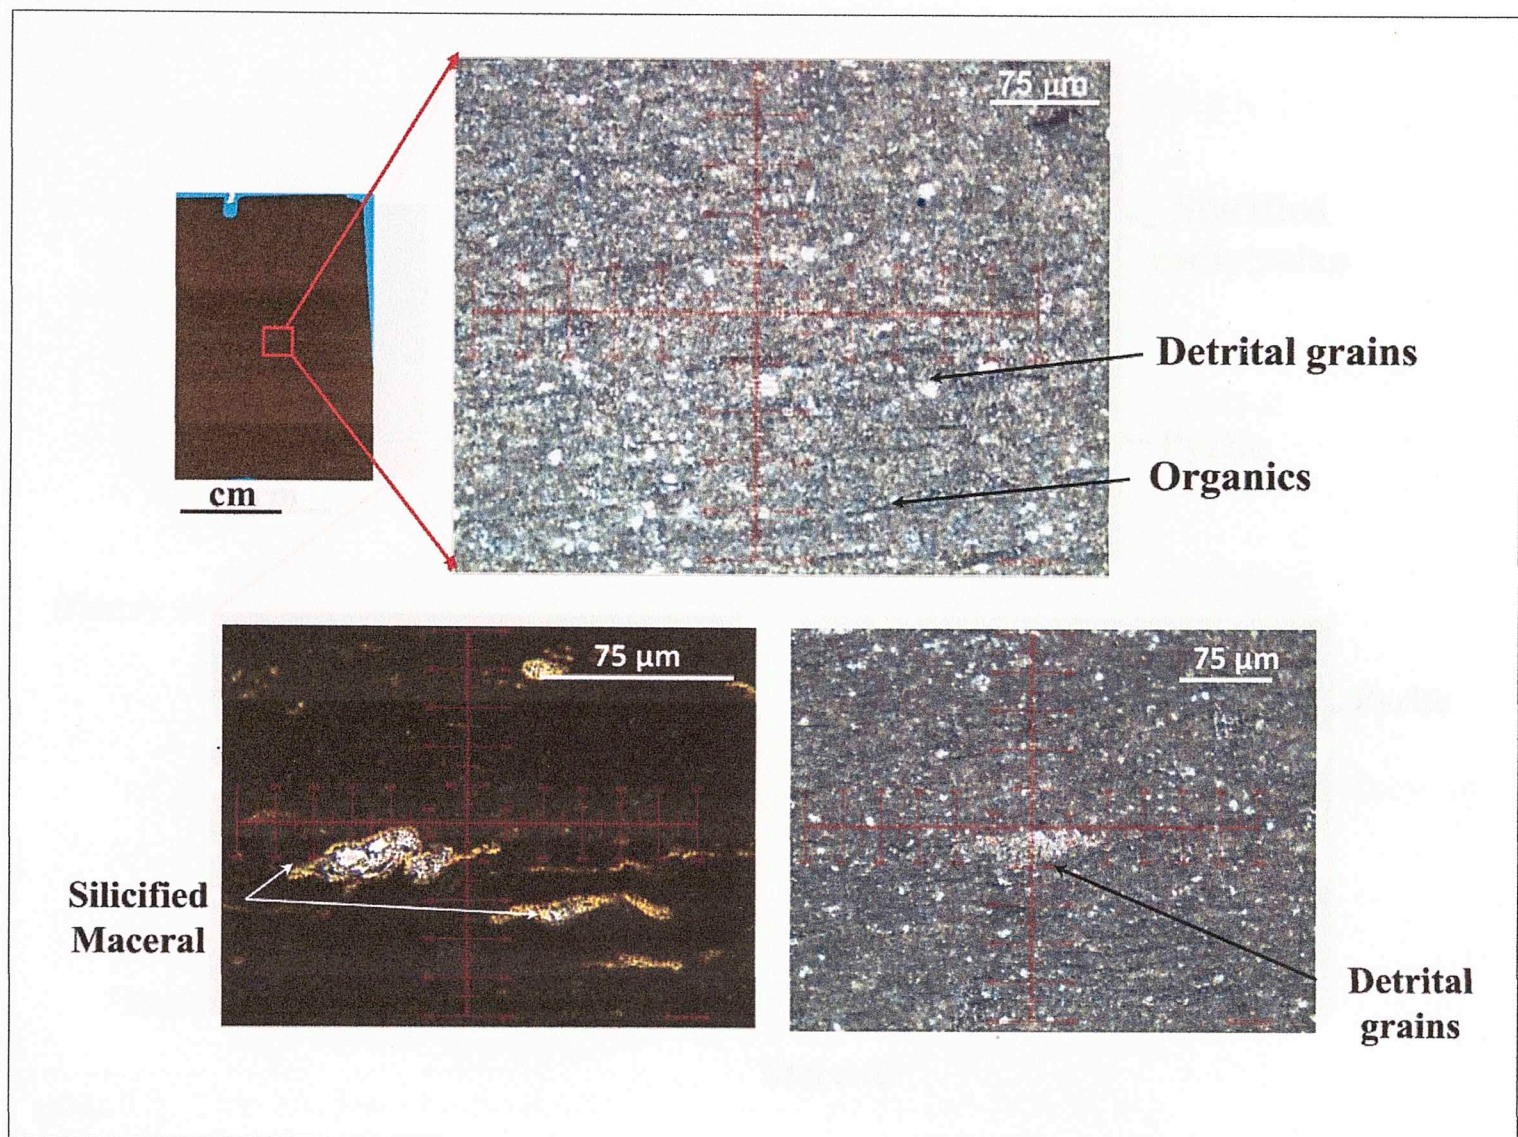 75 µm
Detrital grains
Organics
cm
75 µm
75 µm
Silicified
Maceral
Detrital
grains